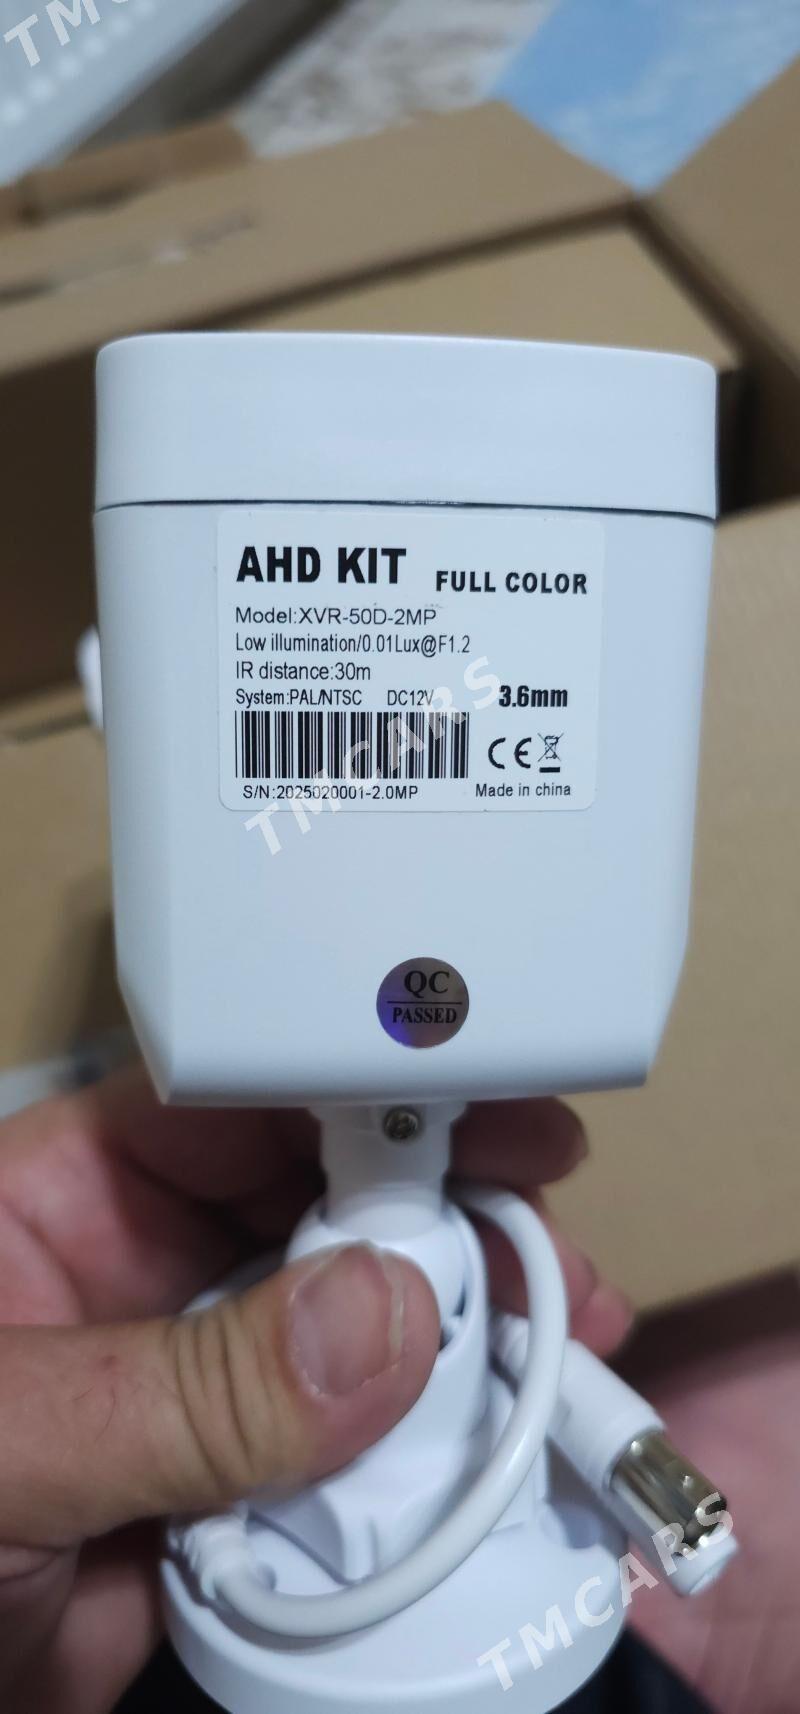 TMCARS
AHD KIT FULL COLOR
Model:XVR-50D-2MP
Low illumination/0.01Lux@F1.2
IR distance:30m
System:PAL/NTSC DC12V 3.6mm
CE
S/N:2025020001-2.0MP Made in china
TMCARS
QC
PASSED
TMCARS